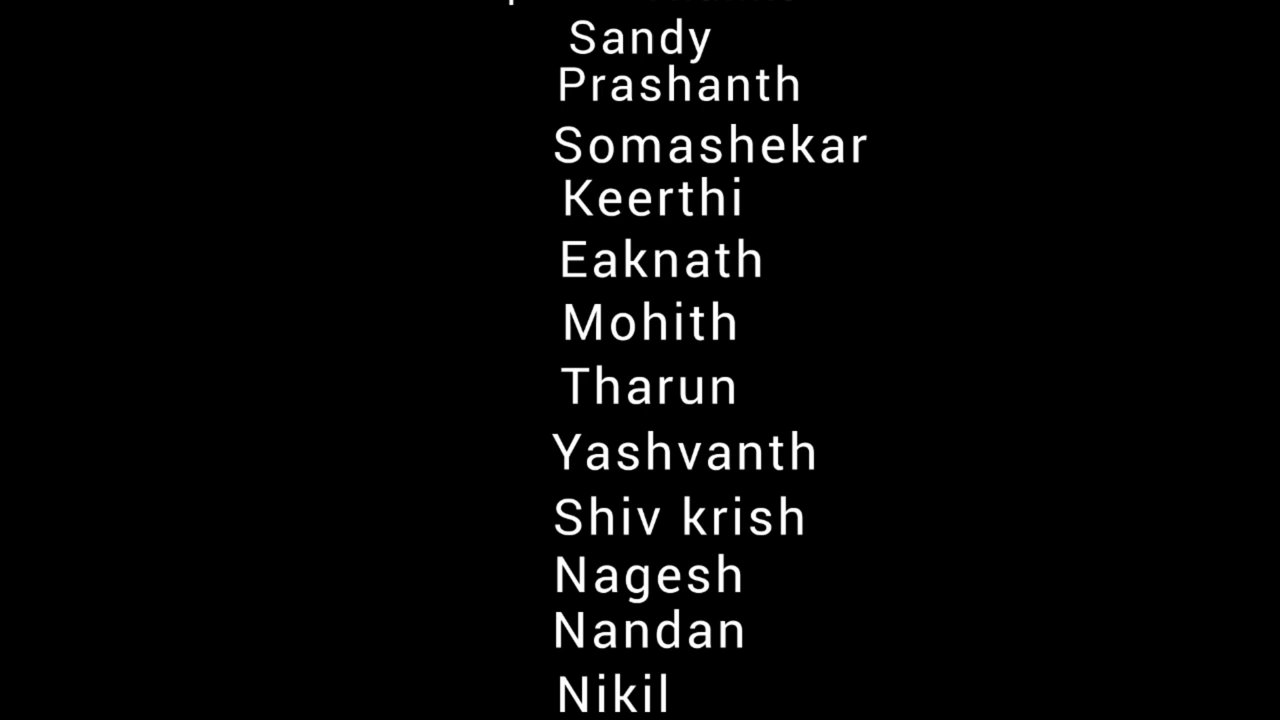 Sandy
Prashanth
Somashekar
Keerthi
Eaknath
Mohith
Tharun
Yashvanth
Shiv krish
Nagesh
Nandan
Nikil